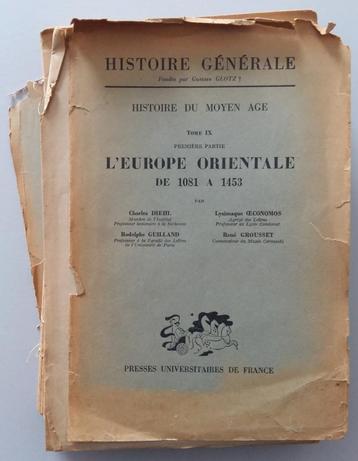 HISTOIRE GÉNÉRALE
Fondée par Gustave GLOTZ †
HISTOIRE DU MOYEN AGE
TOME IX
PREMIÈRE PARTIE
L'EUROPE ORIENTALE
DE 1081 A 1453
PAR
Charles DIEHL
Membre de l'Institut
Professeur honoraire à la Sorbonne
Lysimaque ŒCONOMOS
Agrégé des Lettres
Professeur au Lycée Condorcet
Rodolphe GUILLAND
Professeur à la Faculté des Lettres
de l'Université de Paris
René GROUSSET
Conservateur du Musée Cernuschi
PRESSES UNIVERSITAIRES DE FRANCE